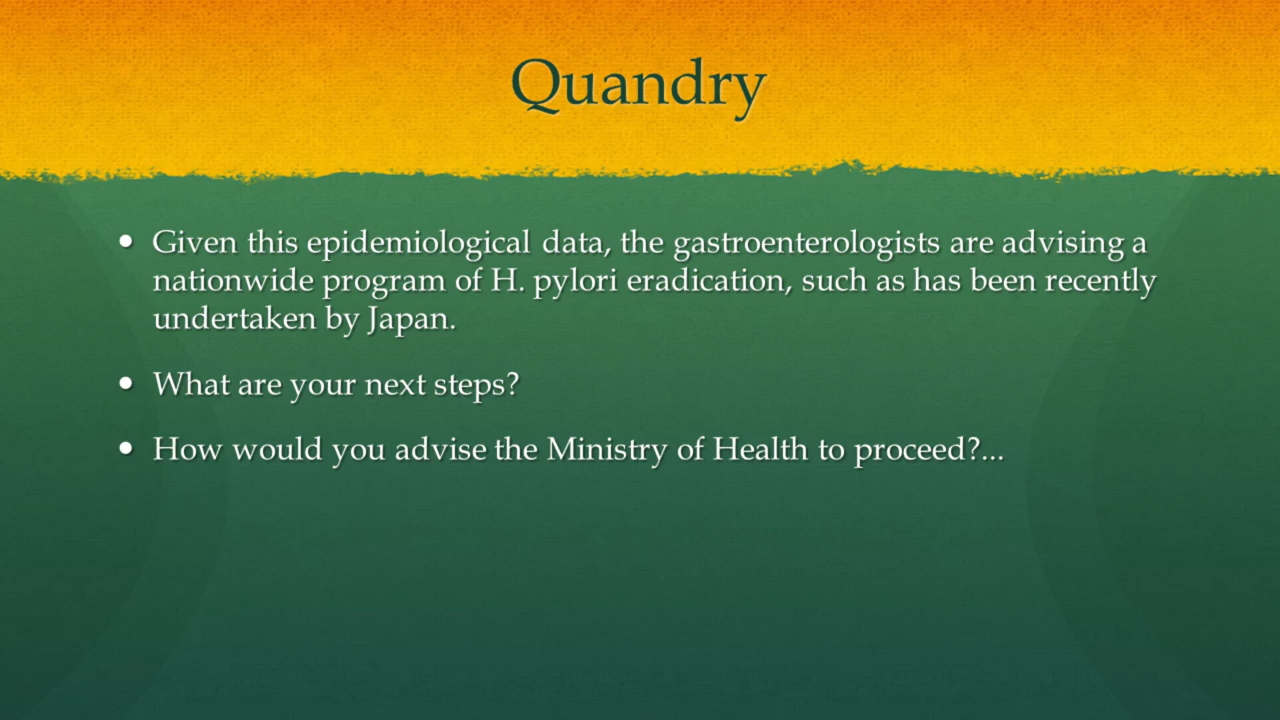 Quandry
• Given this epidemiological data, the gastroenterologists are advising a
nationwide program of H. pylori eradication, such as has been recently
undertaken by Japan.
• What are your next steps?
• How would you advise the Ministry of Health to proceed?...